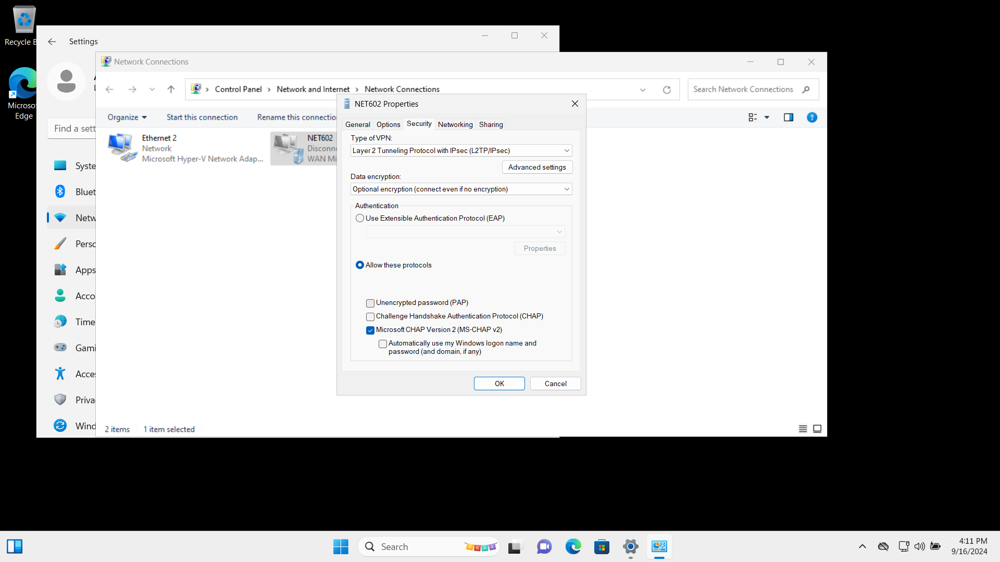 Recycle B
Microso
Edge
Settings
Find a sett
Syste
Bluet
Netw
Perso
Apps
Acco
Time
Gami
Acces
Priva
Wind
Network Connections
Control Panel
Network and Internet
Network Connections
Search Network Connections
Organize
Start this connection
Rename this connectio
Ethernet 2
Network
Microsoft Hyper-V Network Adap...
NET602
Disconne
WAN Mi
NET602 Properties
General
Options
Security
Networking
Sharing
Type of VPN:
Layer 2 Tunneling Protocol with IPsec (L2TP/IPsec)
Advanced settings
Data encryption:
Optional encryption (connect even if no encryption)
Authentication
Use Extensible Authentication Protocol (EAP)
Properties
Allow these protocols
Unencrypted password (PAP)
Challenge Handshake Authentication Protocol (CHAP)
Microsoft CHAP Version 2 (MS-CHAP v2)
Automatically use my Windows logon name and
password (and domain, if any)
OK
Cancel
2 items
1 item selected
Search
4:11 PM
9/16/2024